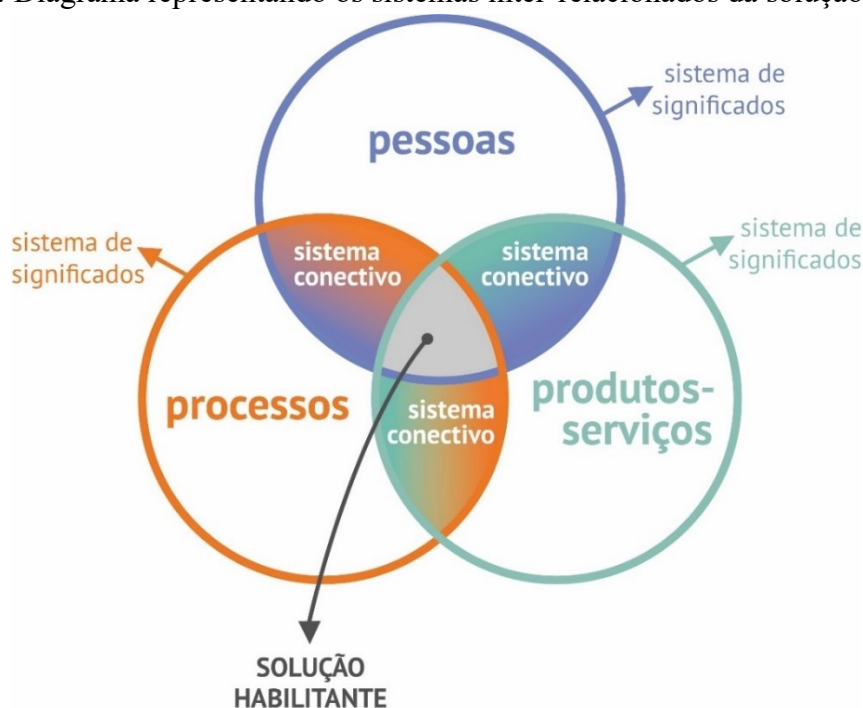 Diagrama representando os sistemas inter-relacionados da solução
sistema de
significados
pessoas
sistema de
significados
sistema de
significados
sistema
conectivo
sistema
conectivo
processos
sistema
conectivo
produtos-
serviços
SOLUÇÃO
HABILITANTE